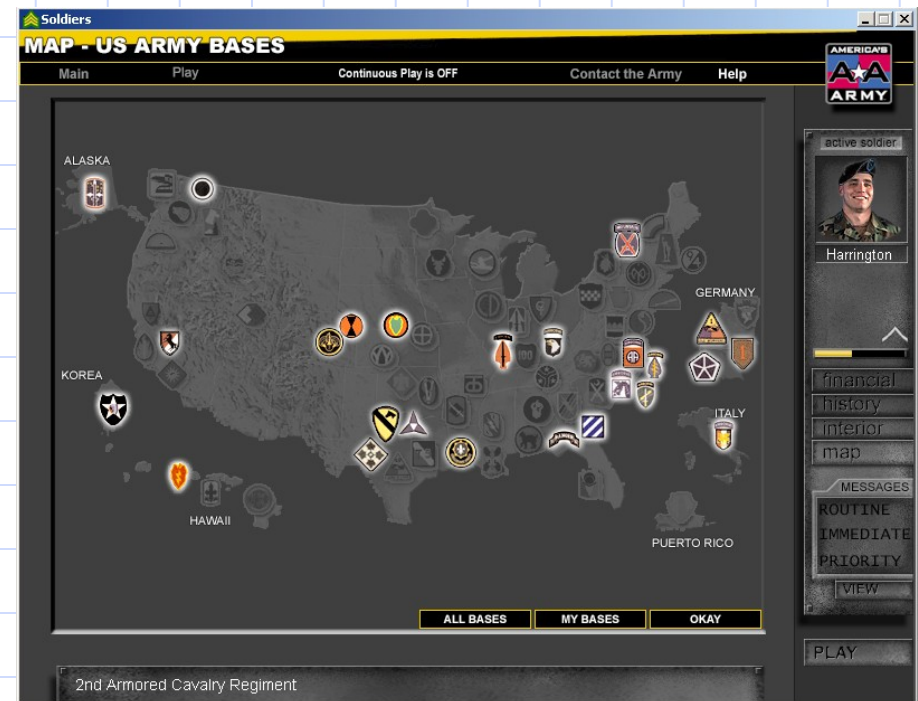 Soldiers
MAP - US ARMY BASES
Main Play Continuous Play is OFF Contact the Army Help
AMERICA'S
AA
ARMY
active soldier
Harrington
ALASKA
GERMANY
KOREA
ITALY
HAWAII
PUERTO RICO
financial
history
interior
map
MESSAGES
ROUTINE
IMMEDIATE
PRIORITY
VIEW
ALL BASES MY BASES OKAY
PLAY
2nd Armored Cavalry Regiment